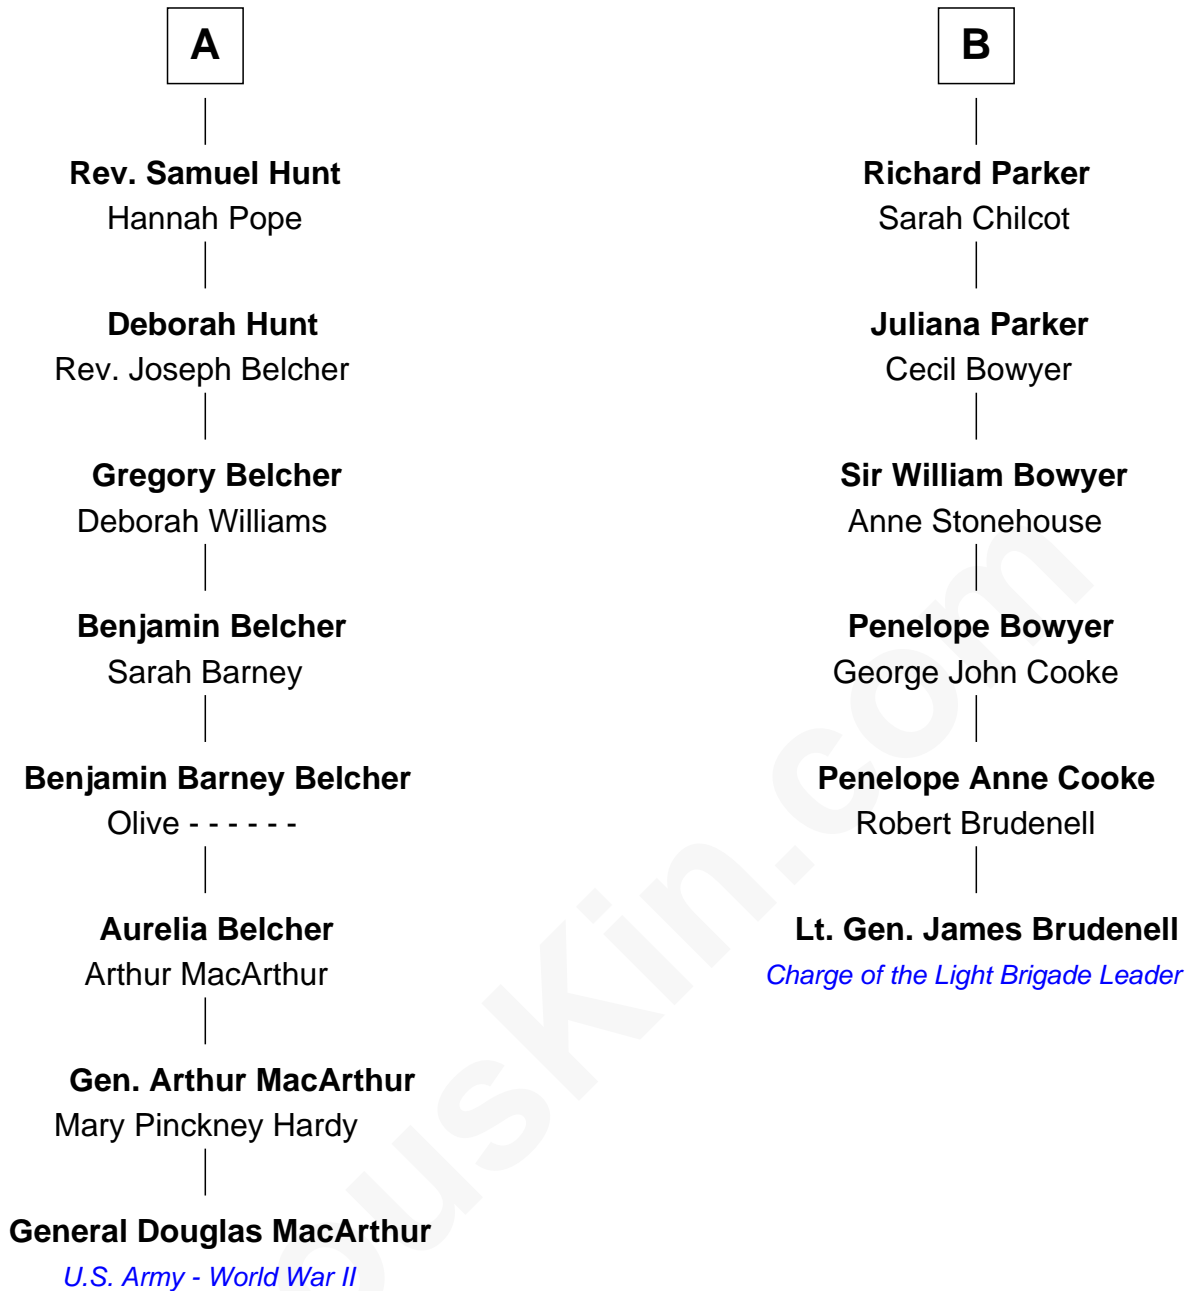 A
Rev. Samuel Hunt
Hannah Pope
Deborah Hunt
Rev. Joseph Belcher
Gregory Belcher
Deborah Williams
Benjamin Belcher
Sarah Barney
Benjamin Barney Belcher
Olive - - - - - -
Aurelia Belcher
Arthur MacArthur
Gen. Arthur MacArthur
Mary Pinckney Hardy
General Douglas MacArthur
U.S. Army - World War II
B
Richard Parker
Sarah Chilcot
Juliana Parker
Cecil Bowyer
Sir William Bowyer
Anne Stonehouse
Penelope Bowyer
George John Cooke
Penelope Anne Cooke
Robert Brudenell
Lt. Gen. James Brudenell
Charge of the Light Brigade Leader
ousKin.com